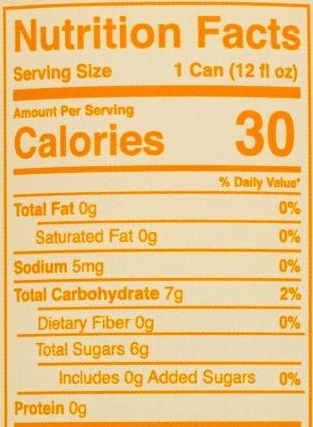 Nutrition Facts
Serving Size 1 Can (12 fl oz)
Amount Per Serving
Calories 30
% Daily Value*
Total Fat 0g 0%
Saturated Fat 0g 0%
Sodium 5mg 0%
Total Carbohydrate 7g 2%
Dietary Fiber 0g 0%
Total Sugars 6g
Includes 0g Added Sugars 0%
Protein 0g